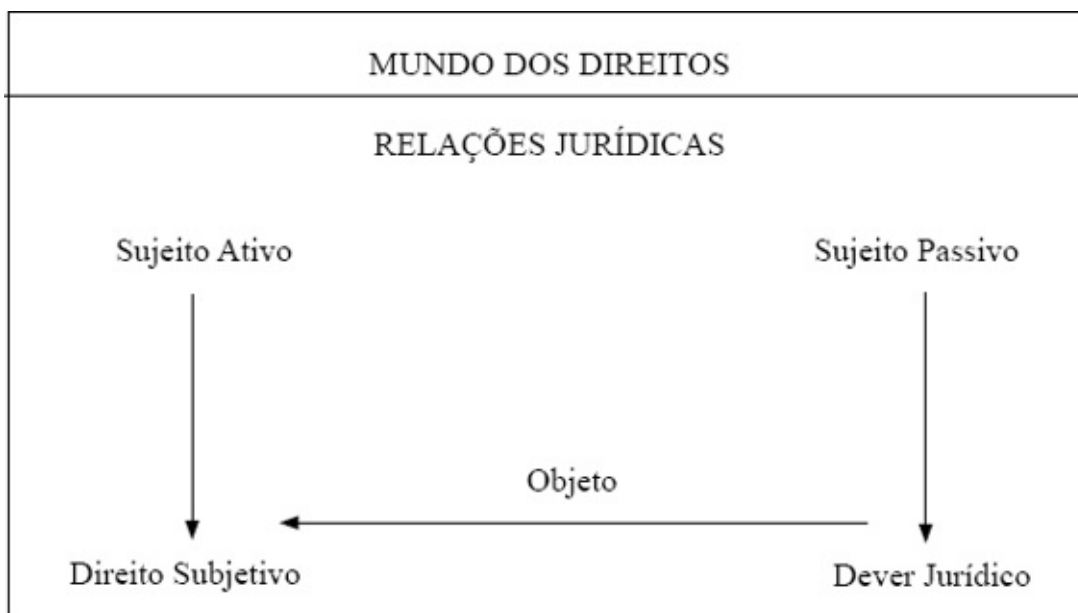 MUNDO DOS DIREITOS
RELAÇÕES JURÍDICAS
Sujeito Ativo
Sujeito Passivo
Objeto
Direito Subjetivo
Dever Jurídico